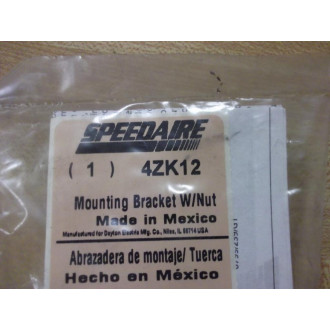 SPEEDAIRE
( 1 ) 4ZK12
Mounting Bracket W/Nut
Made in Mexico
Manufactured for Dayton Electric Mfg. Co., Niles, IL 60714 USA
Abrazadera de montaje/ Tuerca
Hecho en México